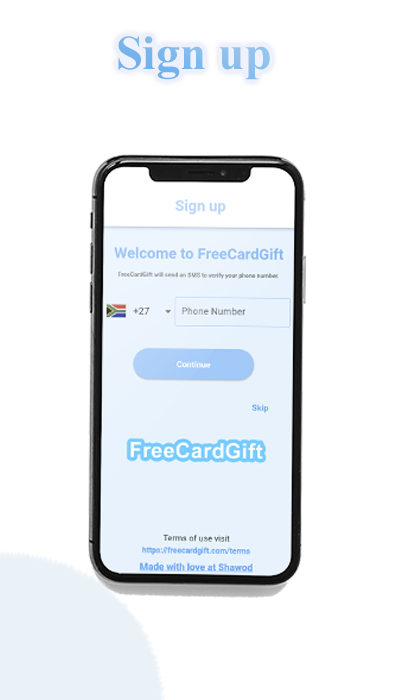 Sign up
Sign up
Welcome to FreeCardGift
FreeCardGift will send an SMS to verify your phone number.
+27
Phone Number
Continue
Skip
FreeCardGift
Terms of use visit
https://freecardgift.com/terms
Made with love at Shawod